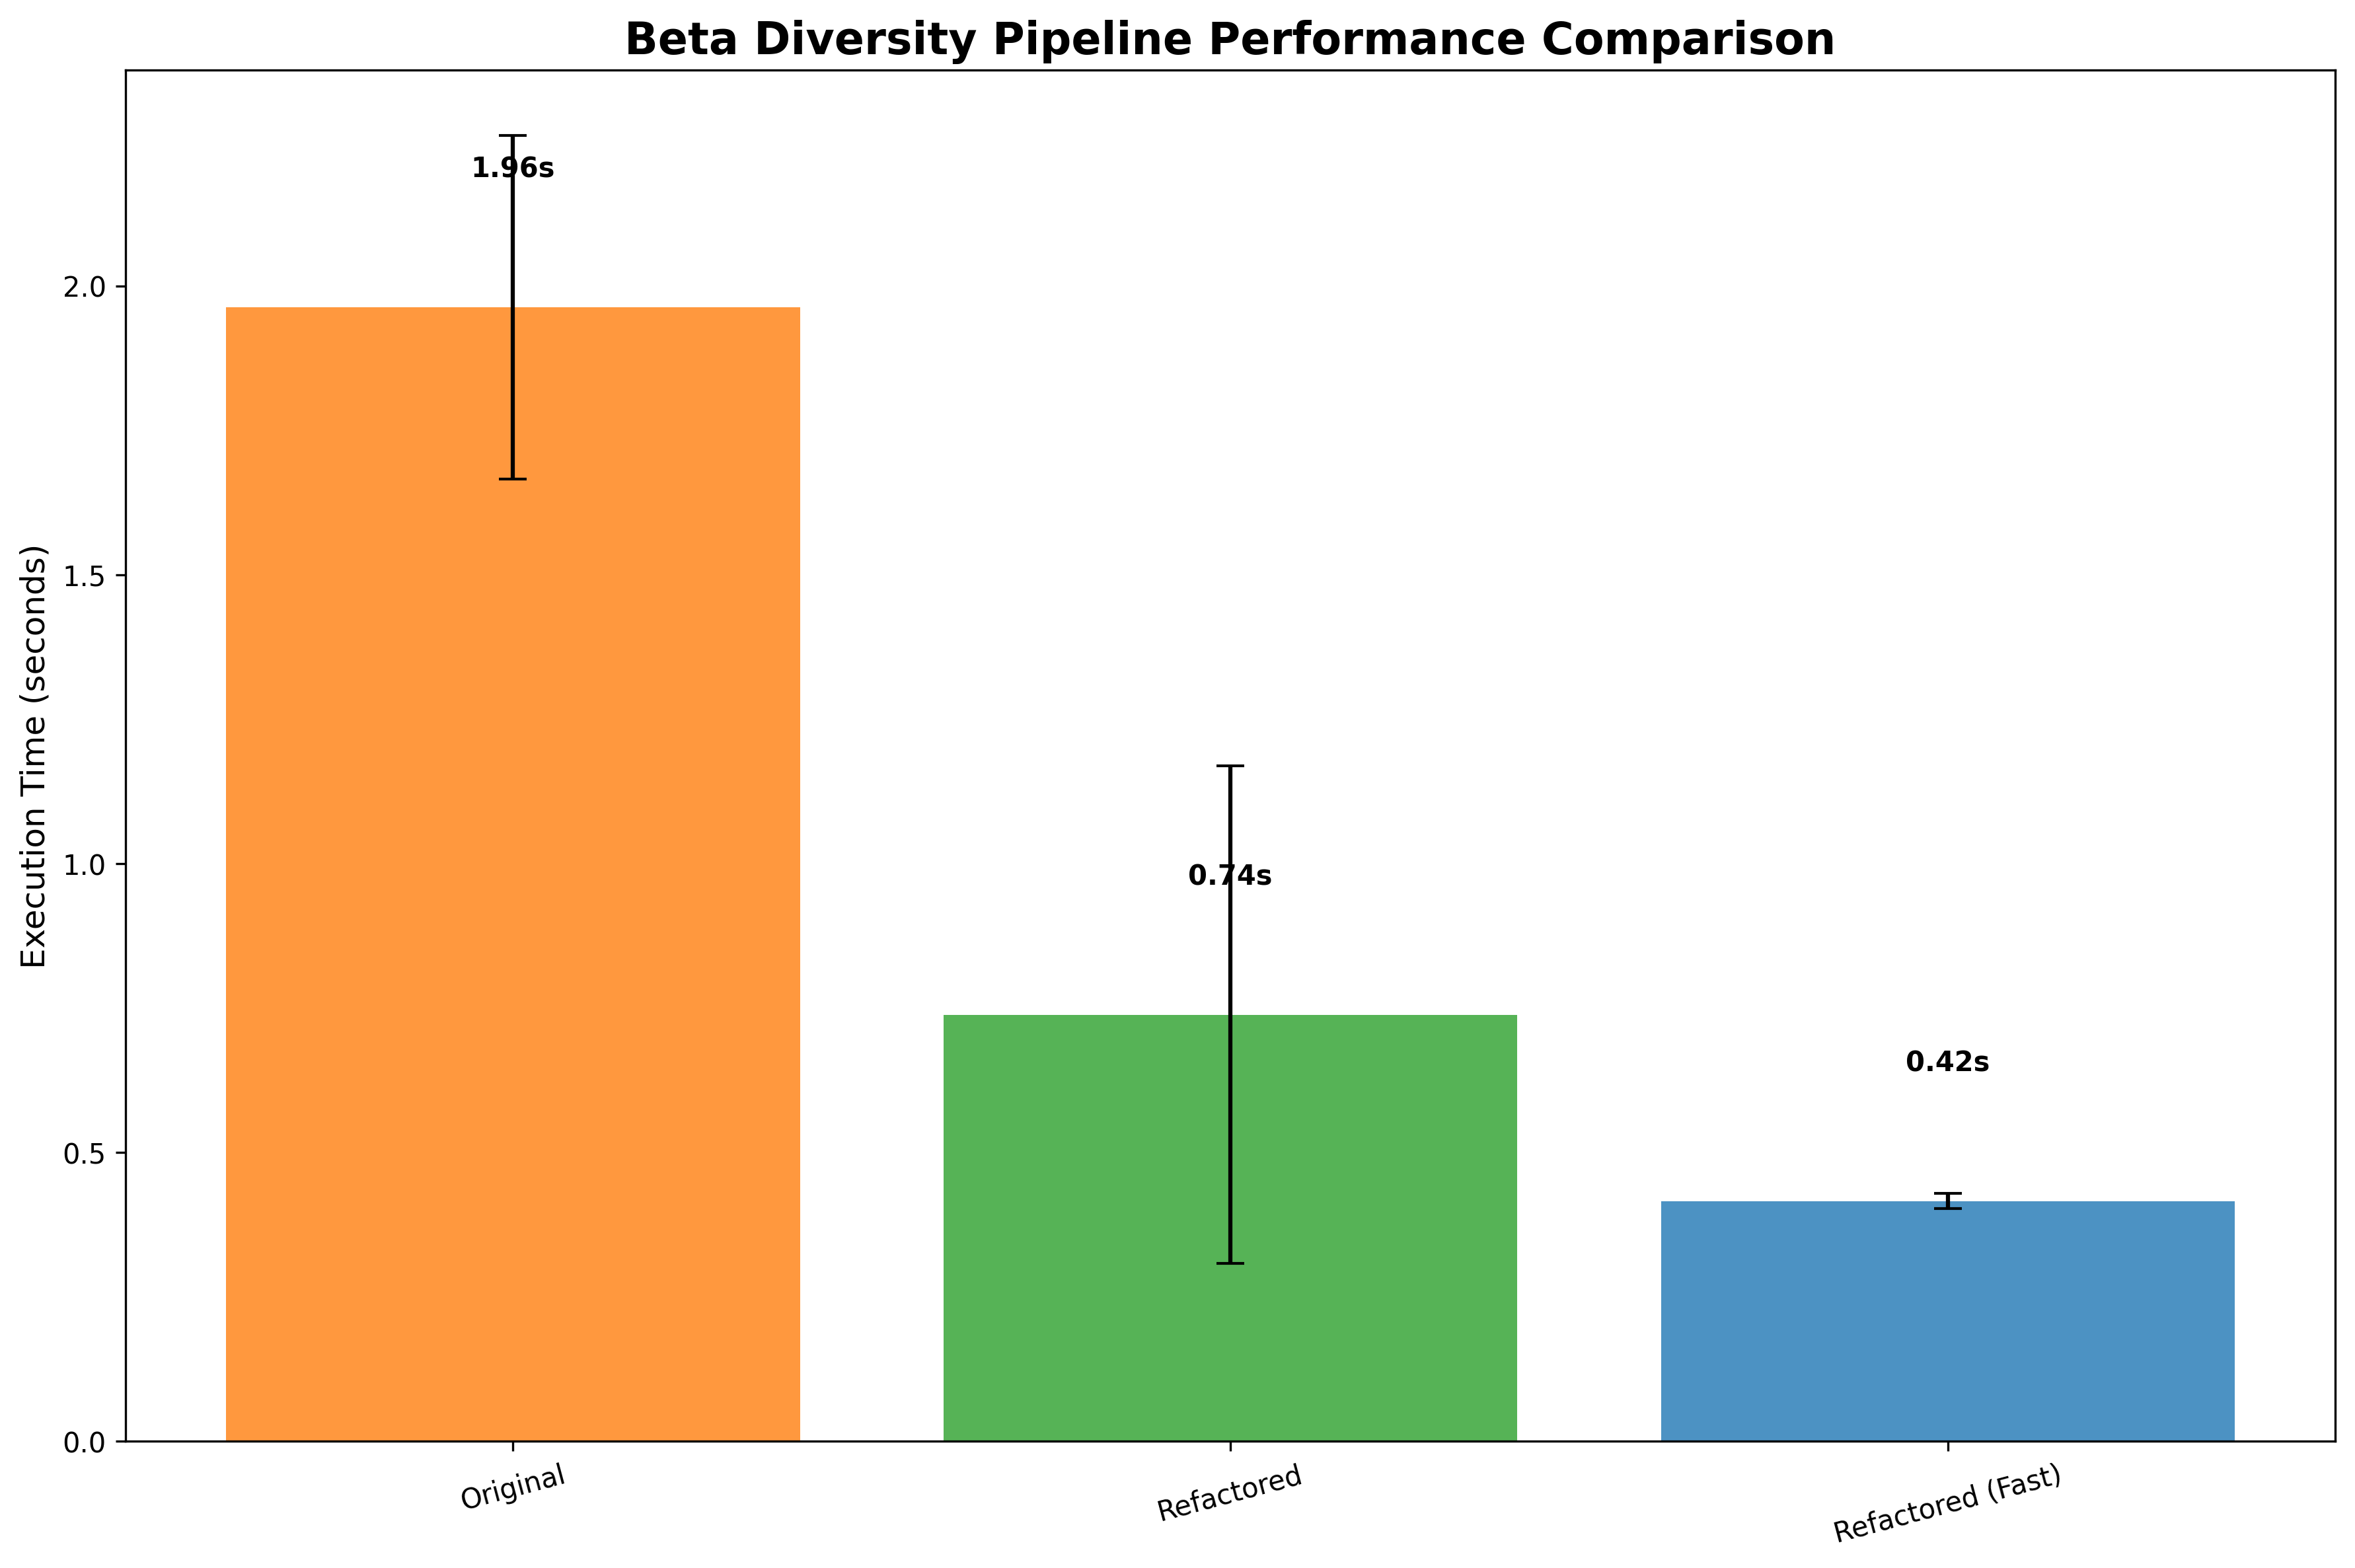 Beta Diversity Pipeline Performance Comparison
Execution Time (seconds)
2.0
1.5
1.0
0.5
0.0
1.96s
0.74s
0.42s
Original
Refactored
Refactored (Fast)